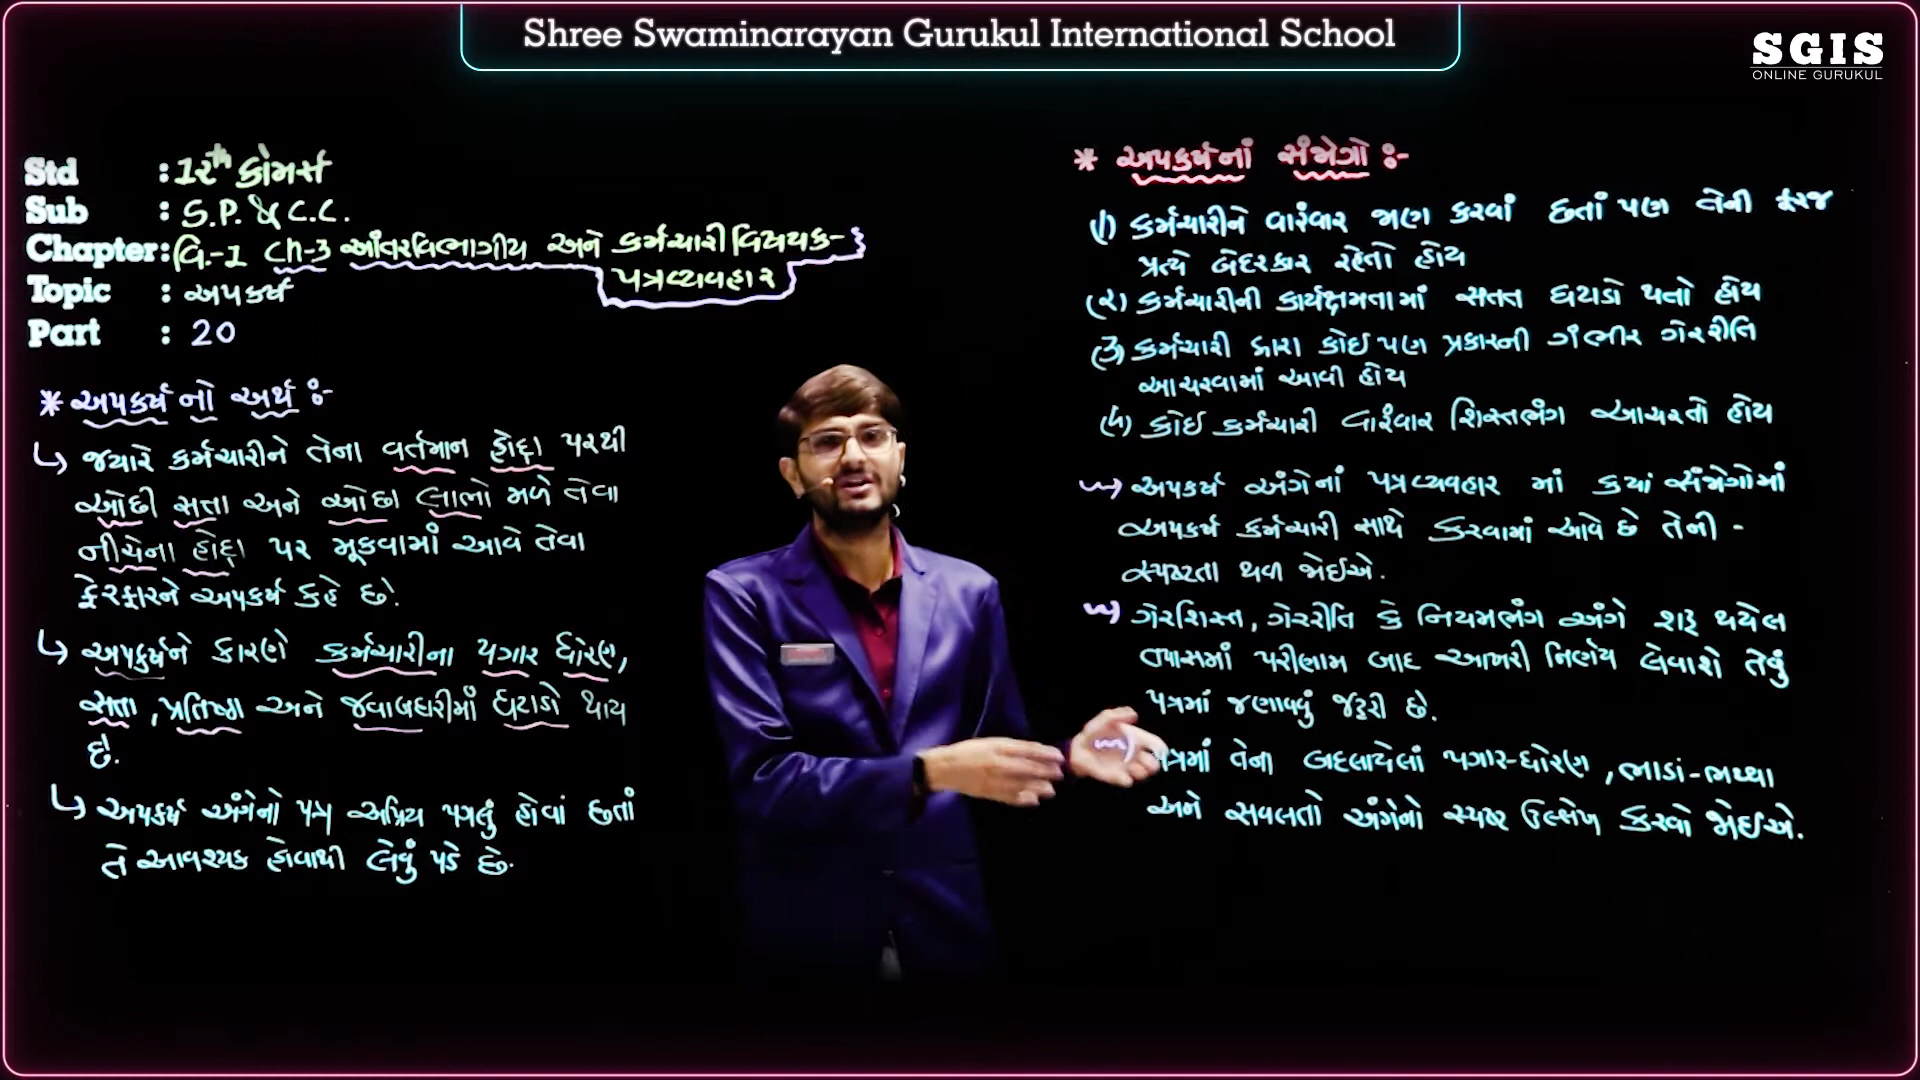 Shree Swaminarayan Gurukul International School
SGIS
ONLINE GURUKUL
Std : 12th કોમર્સ
Sub : S.P. & C.C.
Chapter: વિ.-1 Ch-3 આંતરવિભાગીય અને કર્મચારી વિષયક-
પત્રવ્યવહાર
Topic : અપકર્ષ
Part : 20
* અપકર્ષ નો અર્થ :-
↳ જ્યારે કર્મચારીને તેના વર્તમાન હોદ્દા પરથી
ઓછી સત્તા અને ઓછા લાભો મળે તેવા
નીચેના હોદ્દા પર મૂકવામાં આવે તેવા
ફેરફારને અપકર્ષ કહે છે.
↳ અપકર્ષને કારણે કર્મચારીના પગાર ધોરણ,
સત્તા, પ્રતિષ્ઠા અને જવાબદારીમાં ઘટાડો થાય
છે.
↳ અપકર્ષ અંગેનો પત્ર અપ્રિય પગલું હોવાં છતાં
તે આવશ્યક હોવાથી લેવું પડે છે.
* અપકર્ષનાં સંજોગો :-
(1) કર્મચારીને વારંવાર જાણ કરવાં છતાં પણ તેની ફરજ
પ્રત્યે બેદરકાર રહેતો હોય
(૨) કર્મચારીની કાર્યક્ષમતામાં સતત ઘટાડો થતો હોય
(૩) કર્મચારી દ્વારા કોઈ પણ પ્રકારની ગંભીર ગેરરીતિ
આચરવામાં આવી હોય
(૪) કોઈ કર્મચારી વારંવાર શિસ્તભંગ આચરતો હોય
અપકર્ષ અંગેનાં પત્રવ્યવહાર માં કયાં સંજોગોમાં
અપકર્ષ કર્મચારી સાથે કરવામાં આવે છે તેની -
સ્પષ્ટતા થવી જોઈએ.
ગેરશિસ્ત, ગેરરીતિ કે નિયમભંગ અંગે શરૂ થયેલ
તપાસમાં પરીણામ બાદ આખરી નિર્ણય લેવાશે તેવું
પત્રમાં જણાવવું જરૂરી છે.
પત્રમાં તેના બદલાયેલાં પગાર-ધોરણ, ભાડાં-ભથ્થા
અને સવલતો અંગેનો સ્પષ્ટ ઉલ્લેખ કરવો જોઈએ.